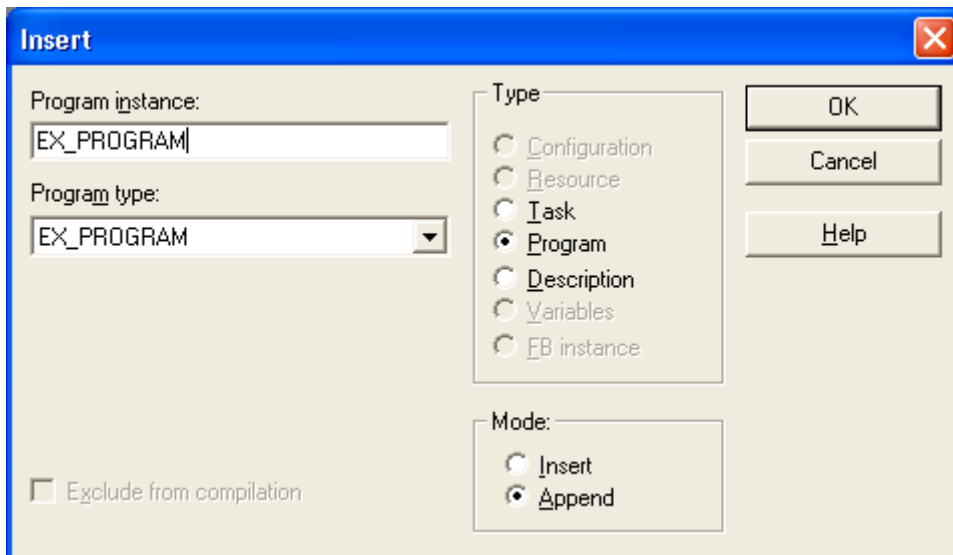 Insert
Program instance:
EX_PROGRAM
Program type:
EX_PROGRAM
Exclude from compilation
Type
Configuration
Resource
Task
Program
Description
Variables
FB instance
Mode:
Insert
Append
OK
Cancel
Help